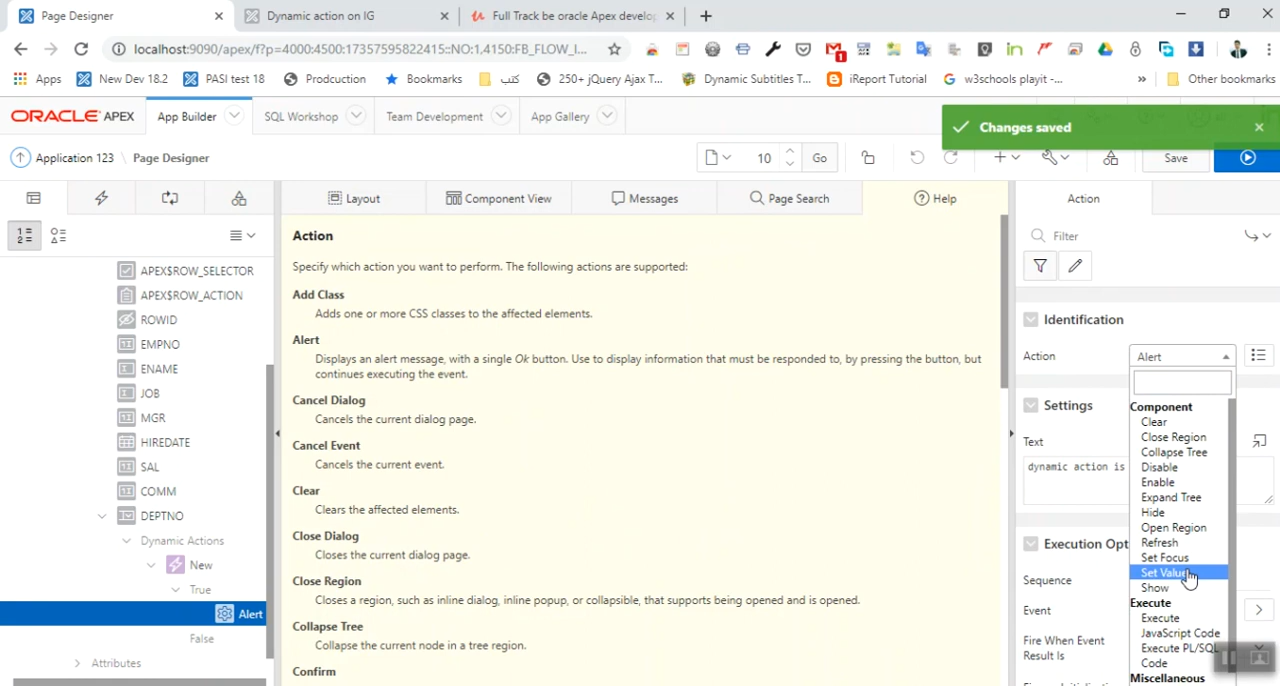 Page Designer
Dynamic action on IG
Full Track be oracle Apex develop
localhost:9090/apex/f?p=4000:4500:17357595822415::NO:1,4150:FB_FLOW_I...
1
Apps
New Dev 18.2
PASI test 18
Prodcuction
Bookmarks
كتب
250+ jQuery Ajax T...
Dynamic Subtitles T...
iReport Tutorial
w3schools playit -...
»
Other bookmarks
ORACLE APEX
App Builder
SQL Workshop
Team Development
App Gallery
Changes saved
Application 123
Page Designer
10
Go
Save
Layout
Component View
Messages
Page Search
Help
Action
APEX$ROW_SELECTOR
APEX$ROW_ACTION
ROWID
EMPNO
ENAME
JOB
MGR
HIREDATE
SAL
COMM
DEPTNO
Dynamic Actions
New
True
Alert
False
Attributes
Action
Specify which action you want to perform. The following actions are supported:
Add Class
Adds one or more CSS classes to the affected elements.
Alert
Displays an alert message, with a single Ok button. Use to display information that must be responded to, by pressing the button, but
continues executing the event.
Cancel Dialog
Cancels the current dialog page.
Cancel Event
Cancels the current event.
Clear
Clears the affected elements.
Close Dialog
Closes the current dialog page.
Close Region
Closes a region, such as inline dialog, inline popup, or collapsible, that supports being opened and is opened.
Collapse Tree
Collapse the current node in a tree region.
Confirm
Filter
Identification
Action
Alert
Settings
Text
dynamic action is
Execution Opt
Sequence
Event
Fire When Event
Result Is
Component
Clear
Close Region
Collapse Tree
Disable
Enable
Expand Tree
Hide
Open Region
Refresh
Set Focus
Set Value
Show
Execute
Execute
JavaScript Code
Execute PL/SQL
Code
Miscellaneous